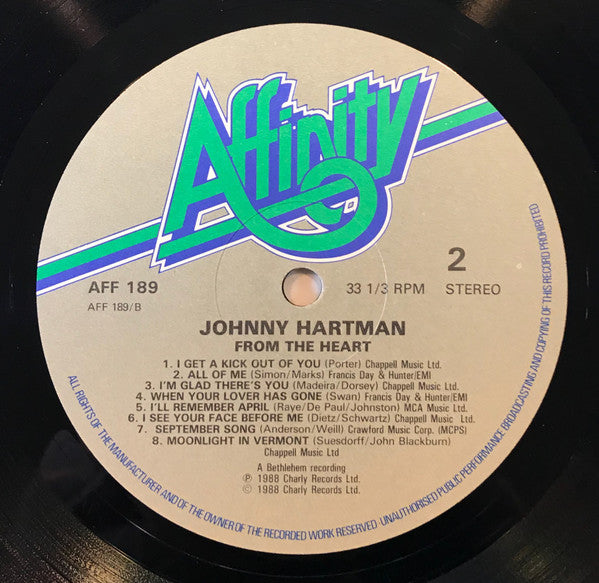 Affinity
2
AFF 189
33 1/3 RPM
STEREO
AFF 189/B
JOHNNY HARTMAN
FROM THE HEART
1. I GET A KICK OUT OF YOU (Porter) Chappell Music Ltd.
2. ALL OF ME (Simon/Marks) Francis Day & Hunter/EMI
3. I'M GLAD THERE'S YOU (Madeira/Dorsey) Chappell Music Ltd.
4. WHEN YOUR LOVER HAS GONE (Swan) Francis Day & Hunter/EMI
5. I'LL REMEMBER APRIL (Raye/De Paul/Johnston) MCA Music Ltd.
6. I SEE YOUR FACE BEFORE ME (Dietz/Schwartz) Chappell Music Ltd.
7. SEPTEMBER SONG (Anderson/Weill) Crawford Music Corp. (MCPS)
8. MOONLIGHT IN VERMONT (Suesdorff/John Blackburn)
Chappell Music Ltd
A Bethlehem recording
Ⓟ 1988 Charly Records Ltd.
© 1988 Charly Records Ltd.
ALL RIGHTS OF THE MANUFACTURER AND OF THE OWNER OF THE RECORDED WORK RESERVED · UNAUTHORISED PUBLIC PERFORMANCE BROADCASTING AND COPYING OF THIS RECORD PROHIBITED